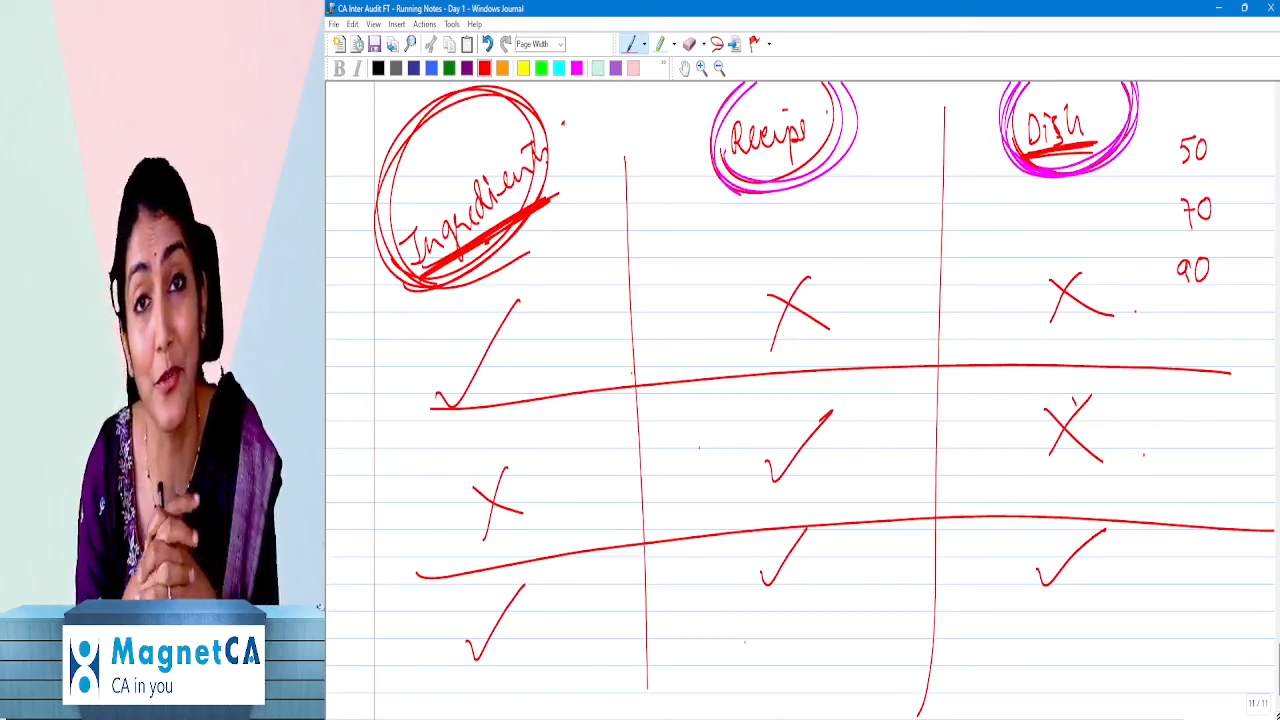 CA Inter Audit FT - Running Notes - Day 1 - Windows Journal
File Edit View Insert Actions Tools Help
Page Width
B I
Ingredients
Recipe
Dish
50
70
90
MagnetCA
CA in you
11 / 11